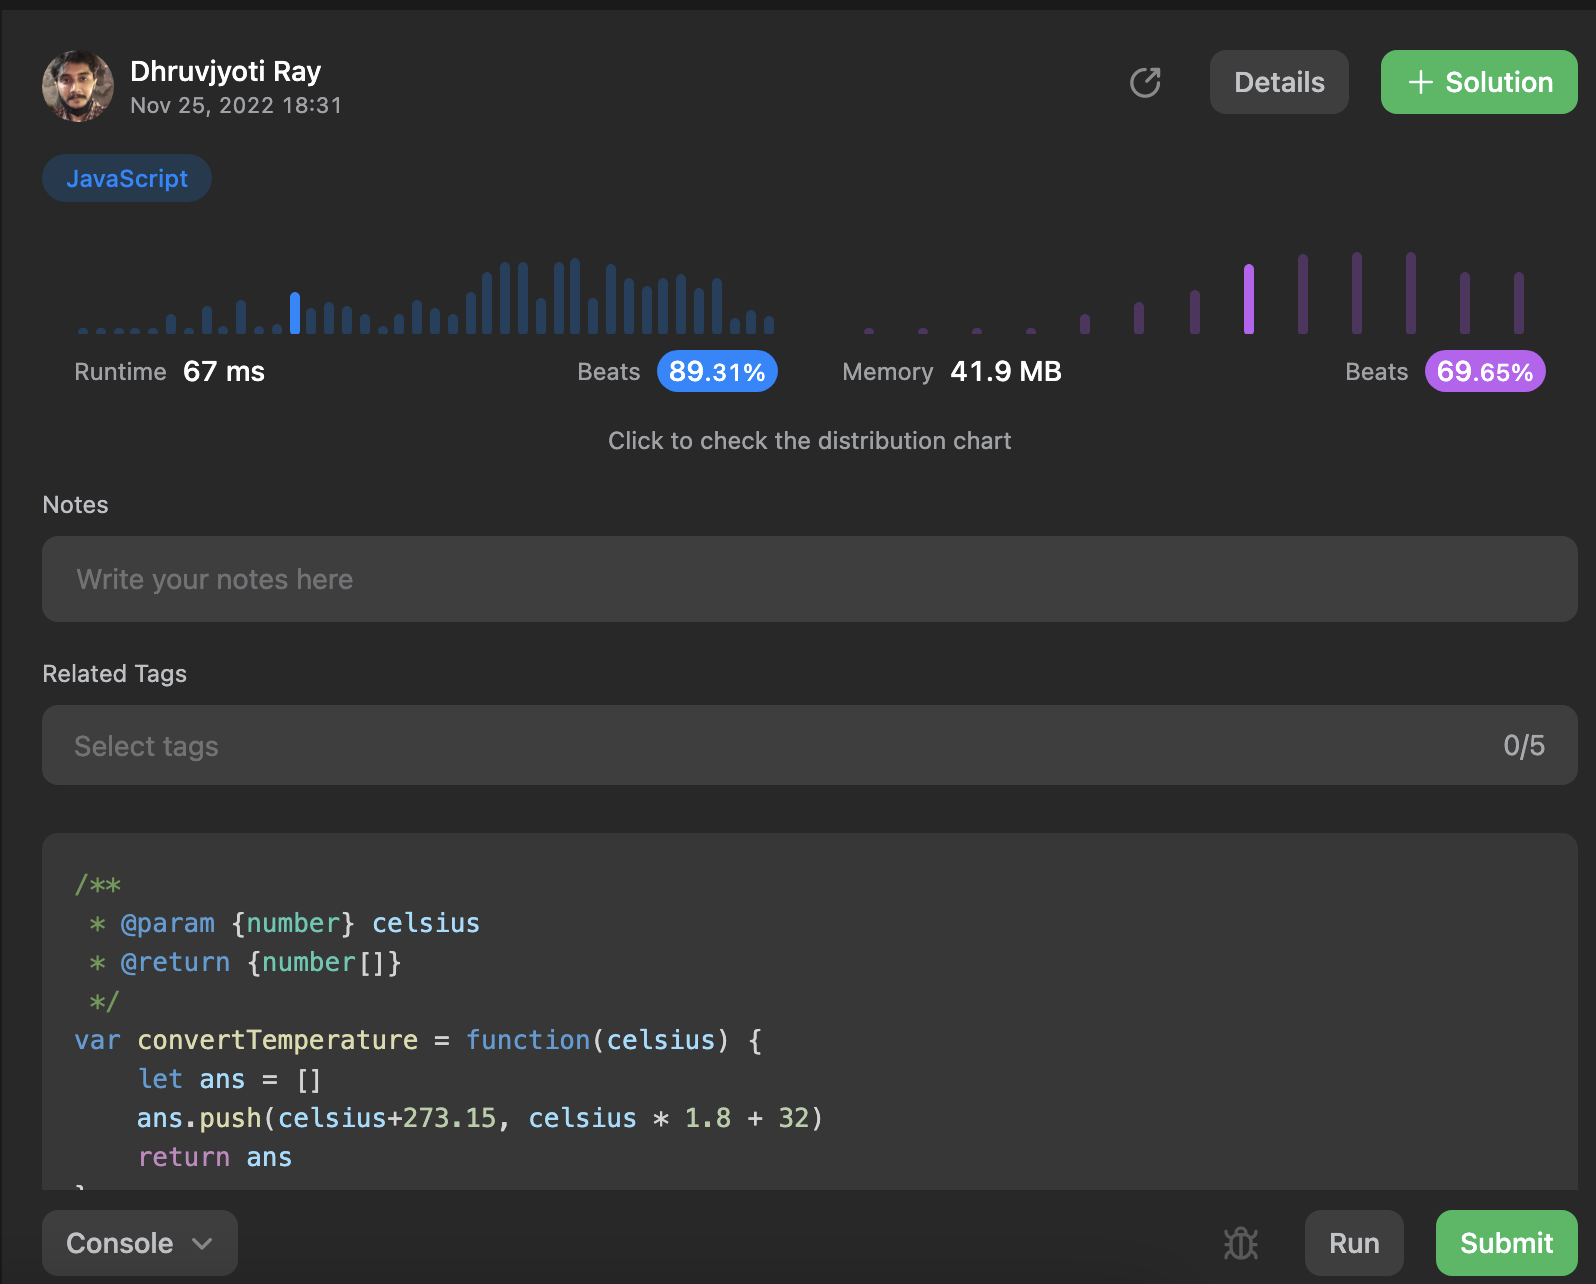 Dhruvjyoti Ray
Nov 25, 2022 18:31
Details
+ Solution
JavaScript
Runtime 67 ms Beats 89.31%
Memory 41.9 MB Beats 69.65%
Click to check the distribution chart
Notes
Write your notes here
Related Tags
Select tags 0/5
/**
 * @param {number} celsius
 * @return {number[]}
 */
var convertTemperature = function(celsius) {
    let ans = []
    ans.push(celsius+273.15, celsius * 1.8 + 32)
    return ans
}
Console
Run
Submit